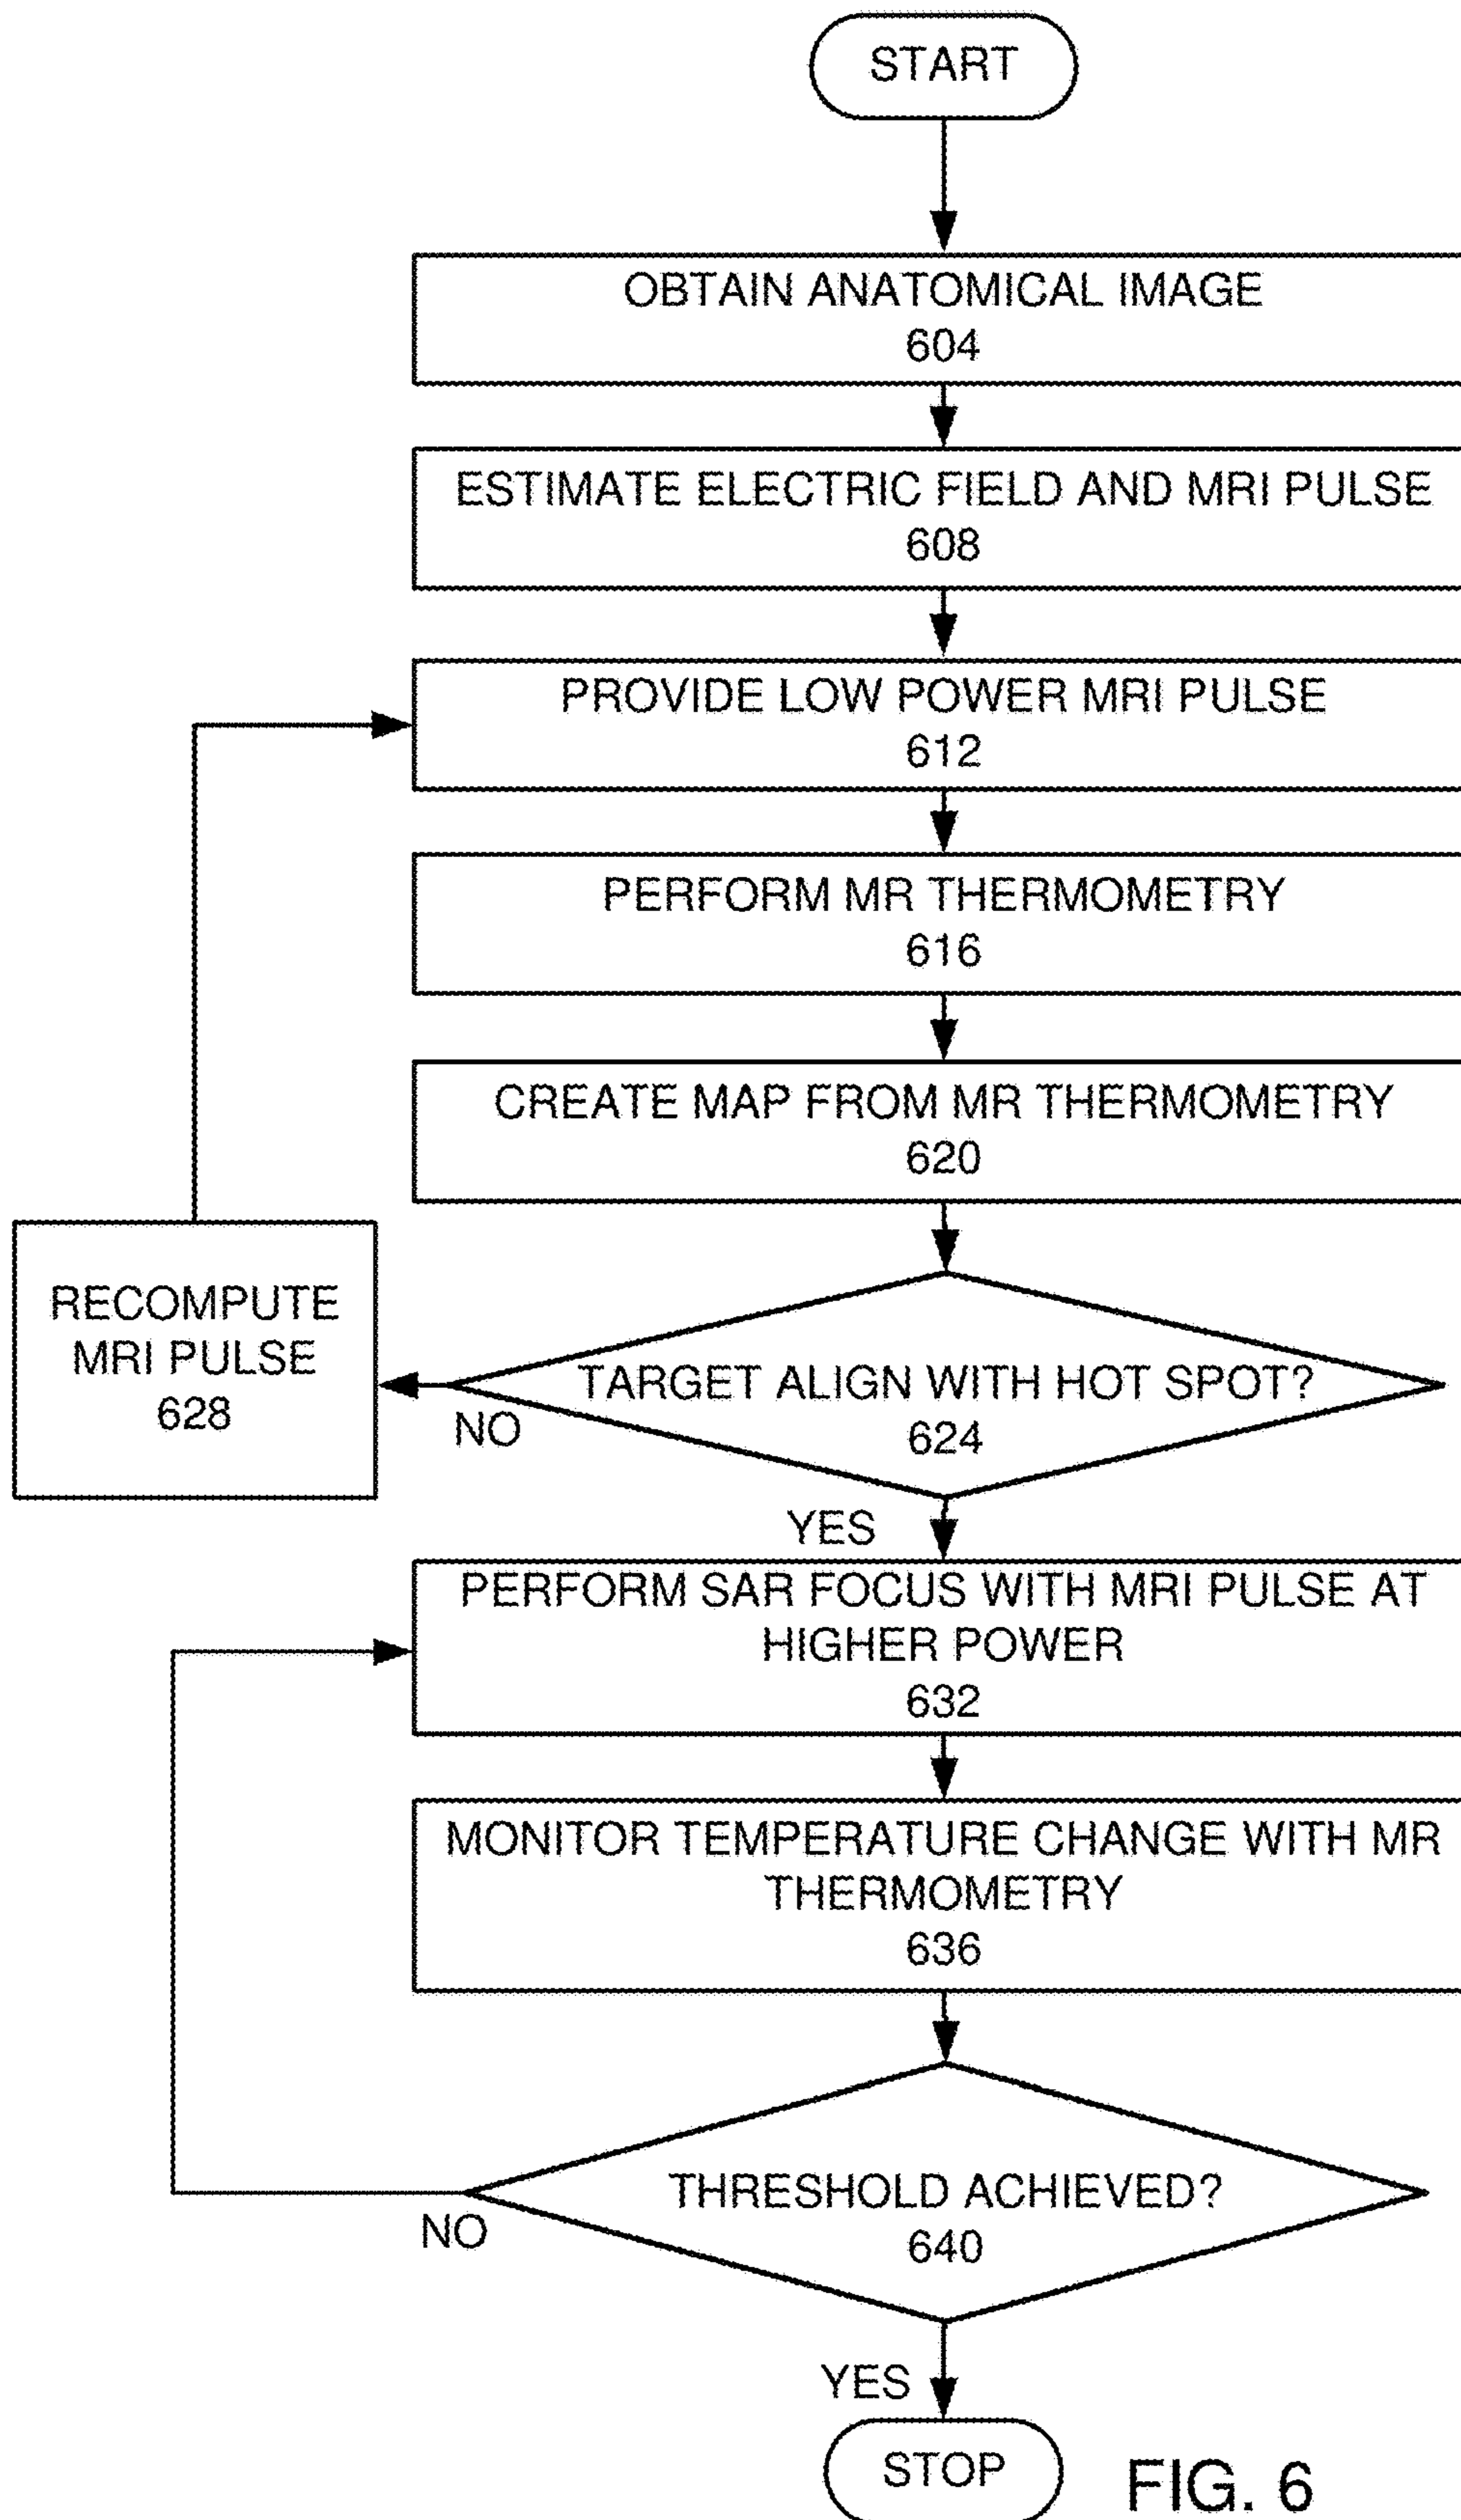 START
OBTAIN ANATOMICAL IMAGE
604
ESTIMATE ELECTRIC FIELD AND MRI PULSE
608
PROVIDE LOW POWER MRI PULSE
612
PERFORM MR THERMOMETRY
616
CREATE MAP FROM MR THERMOMETRY
620
RECOMPUTE
MRI PULSE
628
TARGET ALIGN WITH HOT SPOT?
624
NO
YES
PERFORM SAR FOCUS WITH MRI PULSE AT
HIGHER POWER
632
MONITOR TEMPERATURE CHANGE WITH MR
THERMOMETRY
636
THRESHOLD ACHIEVED?
640
NO
YES
STOP
FIG. 6